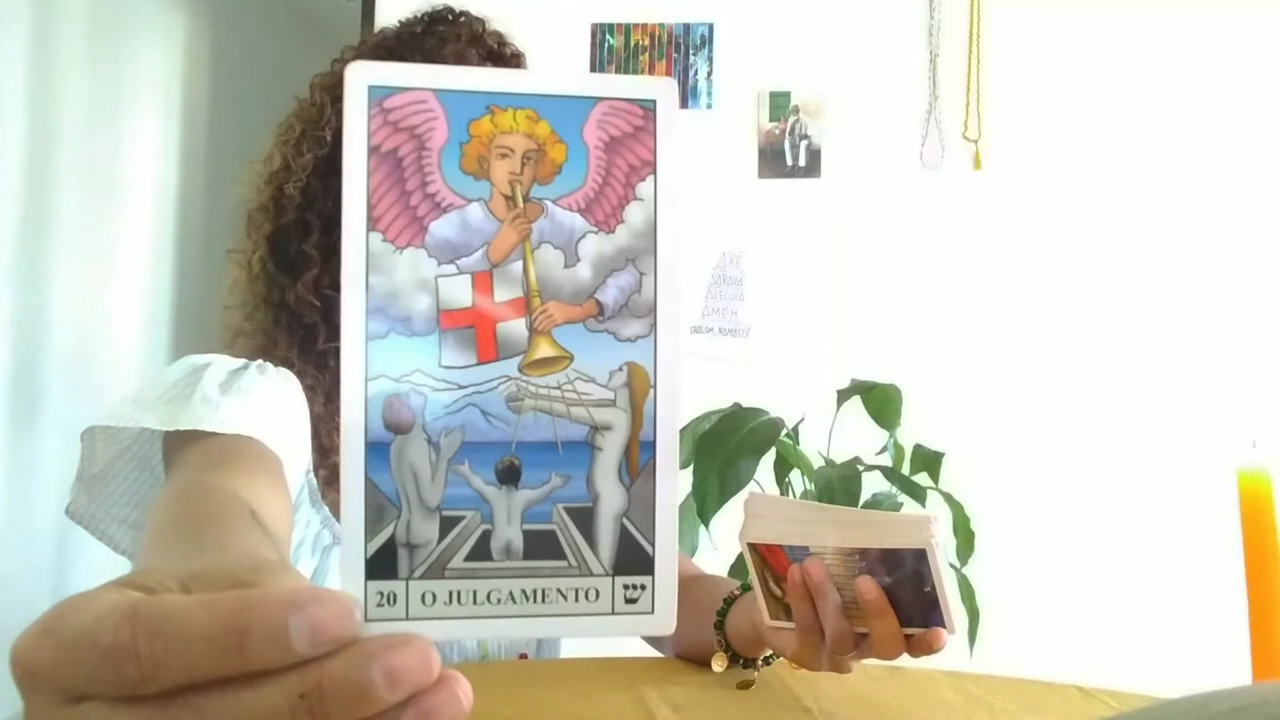 AXÉ
SARAVÁ
ALELUIA
AMÉM
SHALOM, NAMASTÊ
20 O JULGAMENTO ש